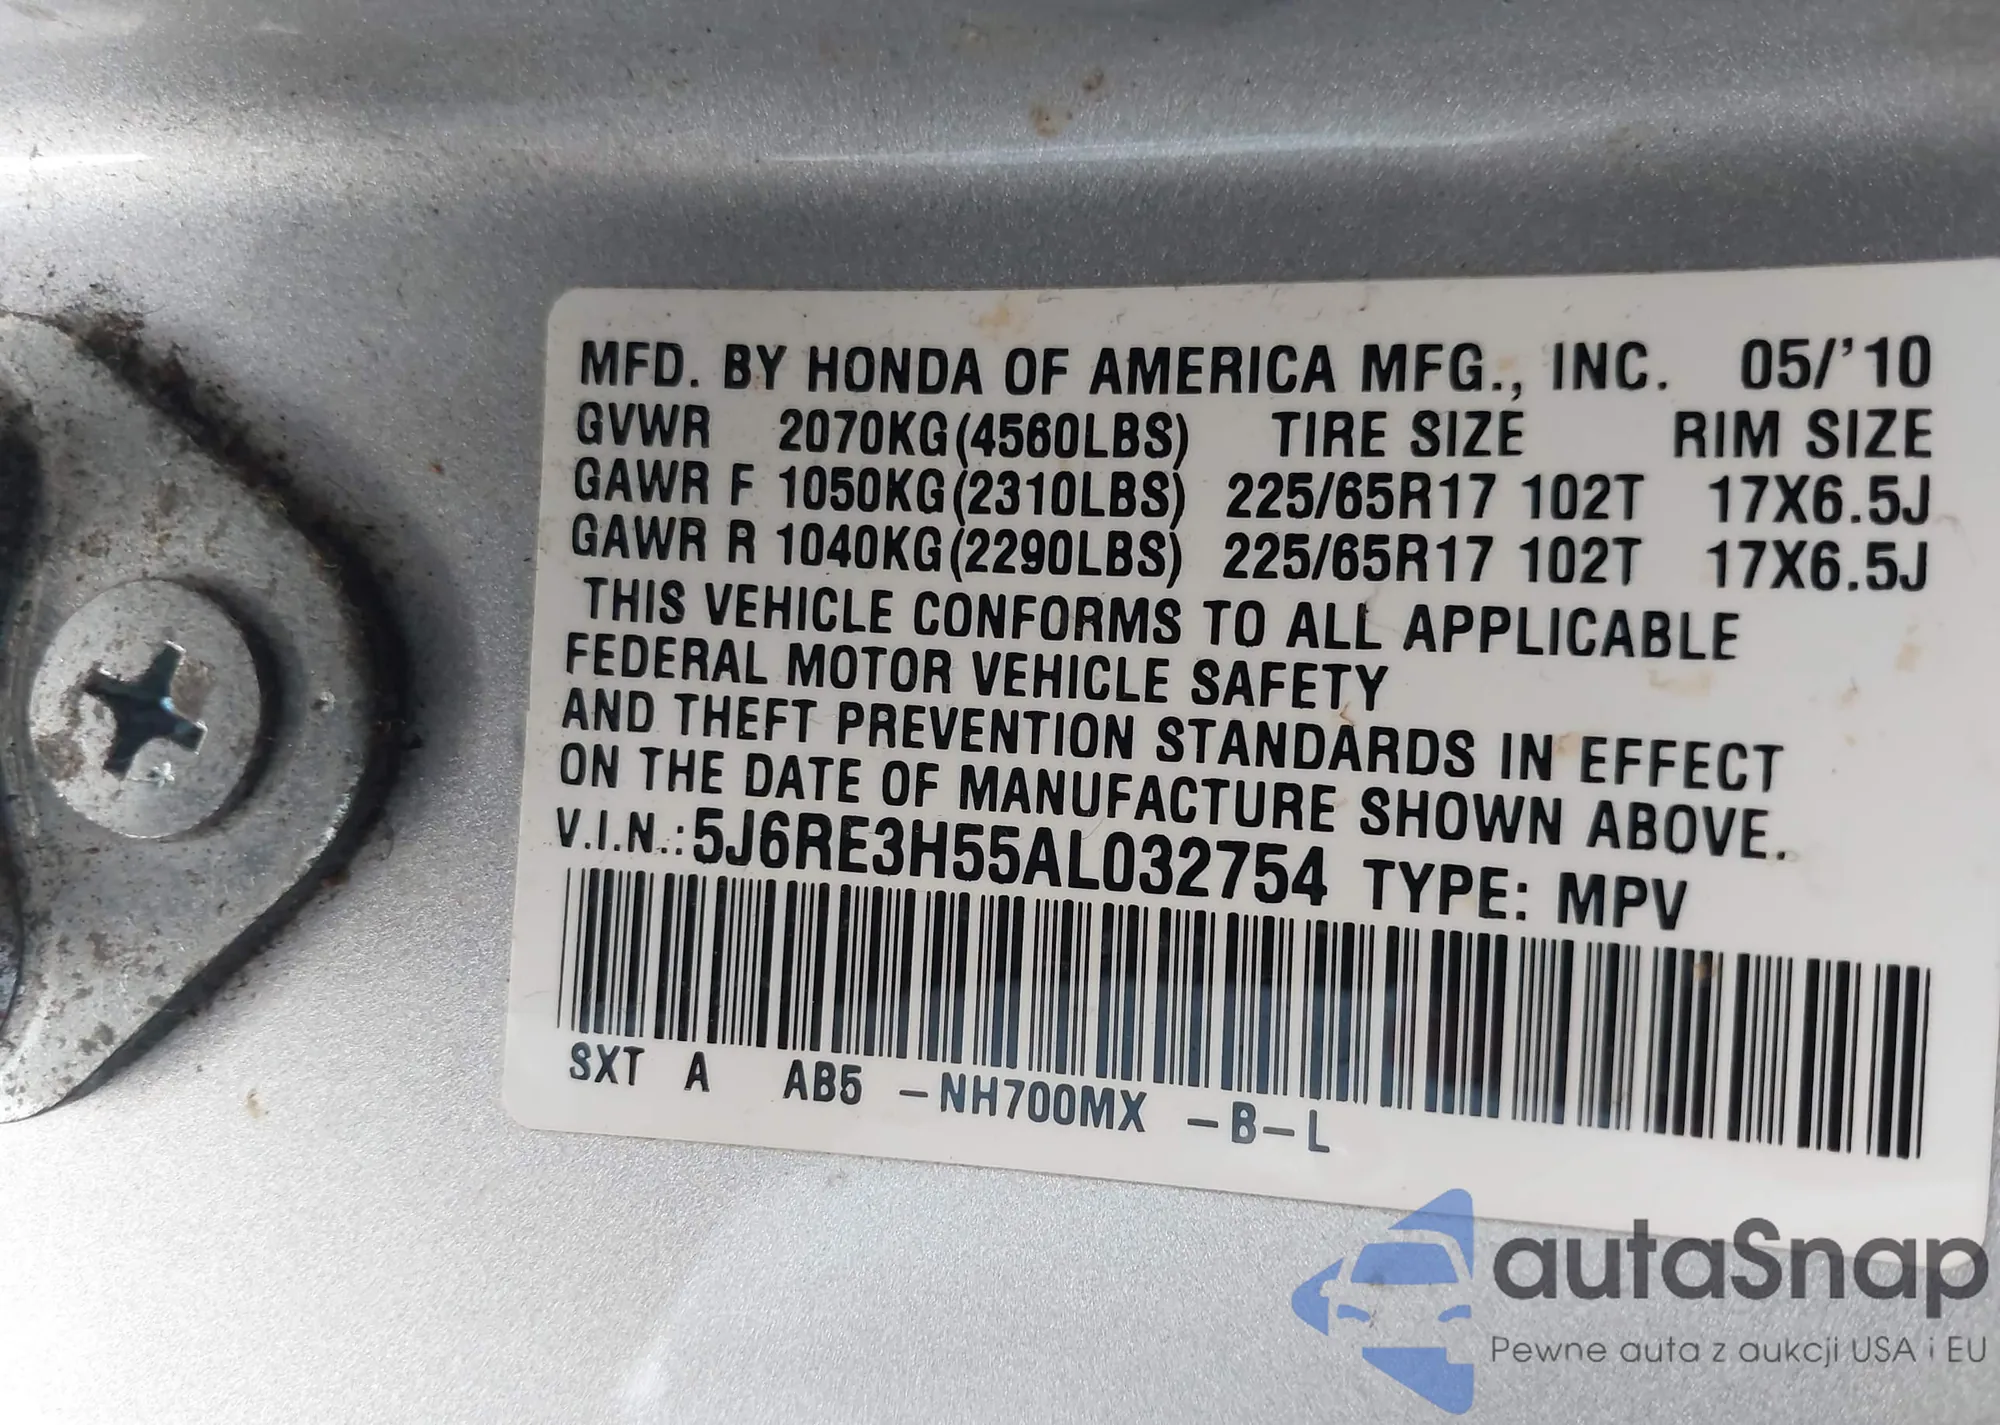 MFD. BY HONDA OF AMERICA MFG., INC. 05/'10
GVWR 2070KG(4560LBS) TIRE SIZE RIM SIZE
GAWR F 1050KG(2310LBS) 225/65R17 102T 17X6.5J
GAWR R 1040KG(2290LBS) 225/65R17 102T 17X6.5J
THIS VEHICLE CONFORMS TO ALL APPLICABLE
FEDERAL MOTOR VEHICLE SAFETY
AND THEFT PREVENTION STANDARDS IN EFFECT
ON THE DATE OF MANUFACTURE SHOWN ABOVE.
V.I.N.:5J6RE3H55AL032754 TYPE: MPV
SXT A AB5 -NH700MX -B-L
autaSnap
Pewne auta z aukcji USA i EU